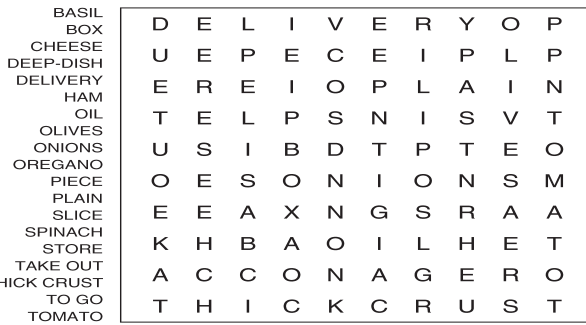 BASIL
BOX
CHEESE
DEEP-DISH
DELIVERY
HAM
OIL
OLIVES
ONIONS
OREGANO
PIECE
PLAIN
SLICE
SPINACH
STORE
TAKE OUT
HICK CRUST
TO GO
TOMATO
D E L I V E R Y O P
U E P E C E I P L P
E R E I O P L A I N
T E L P S N I S V T
U S I B D T P T E O
O E S O N I O N S M
E E A X N G S R A A
K H B A O I L H E T
A C C O N A G E R O
T H I C K C R U S T